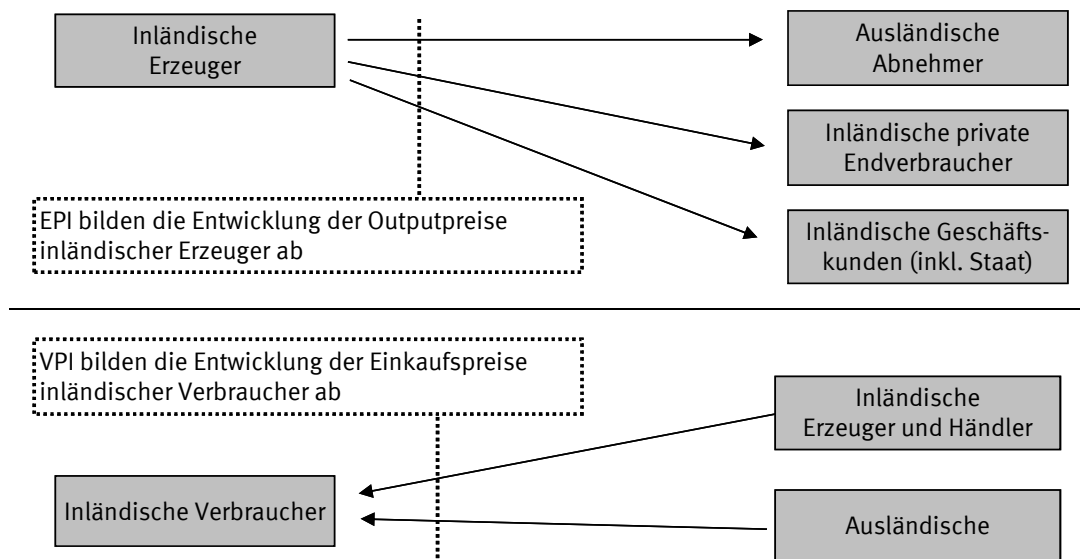 Inländische
Erzeuger
Ausländische
Abnehmer
Inländische private
Endverbraucher
EPI bilden die Entwicklung der Outputpreise
inländischer Erzeuger ab
Inländische Geschäfts-
kunden (inkl. Staat)
VPI bilden die Entwicklung der Einkaufspreise
inländischer Verbraucher ab
Inländische
Erzeuger und Händler
Inländische Verbraucher
Ausländische